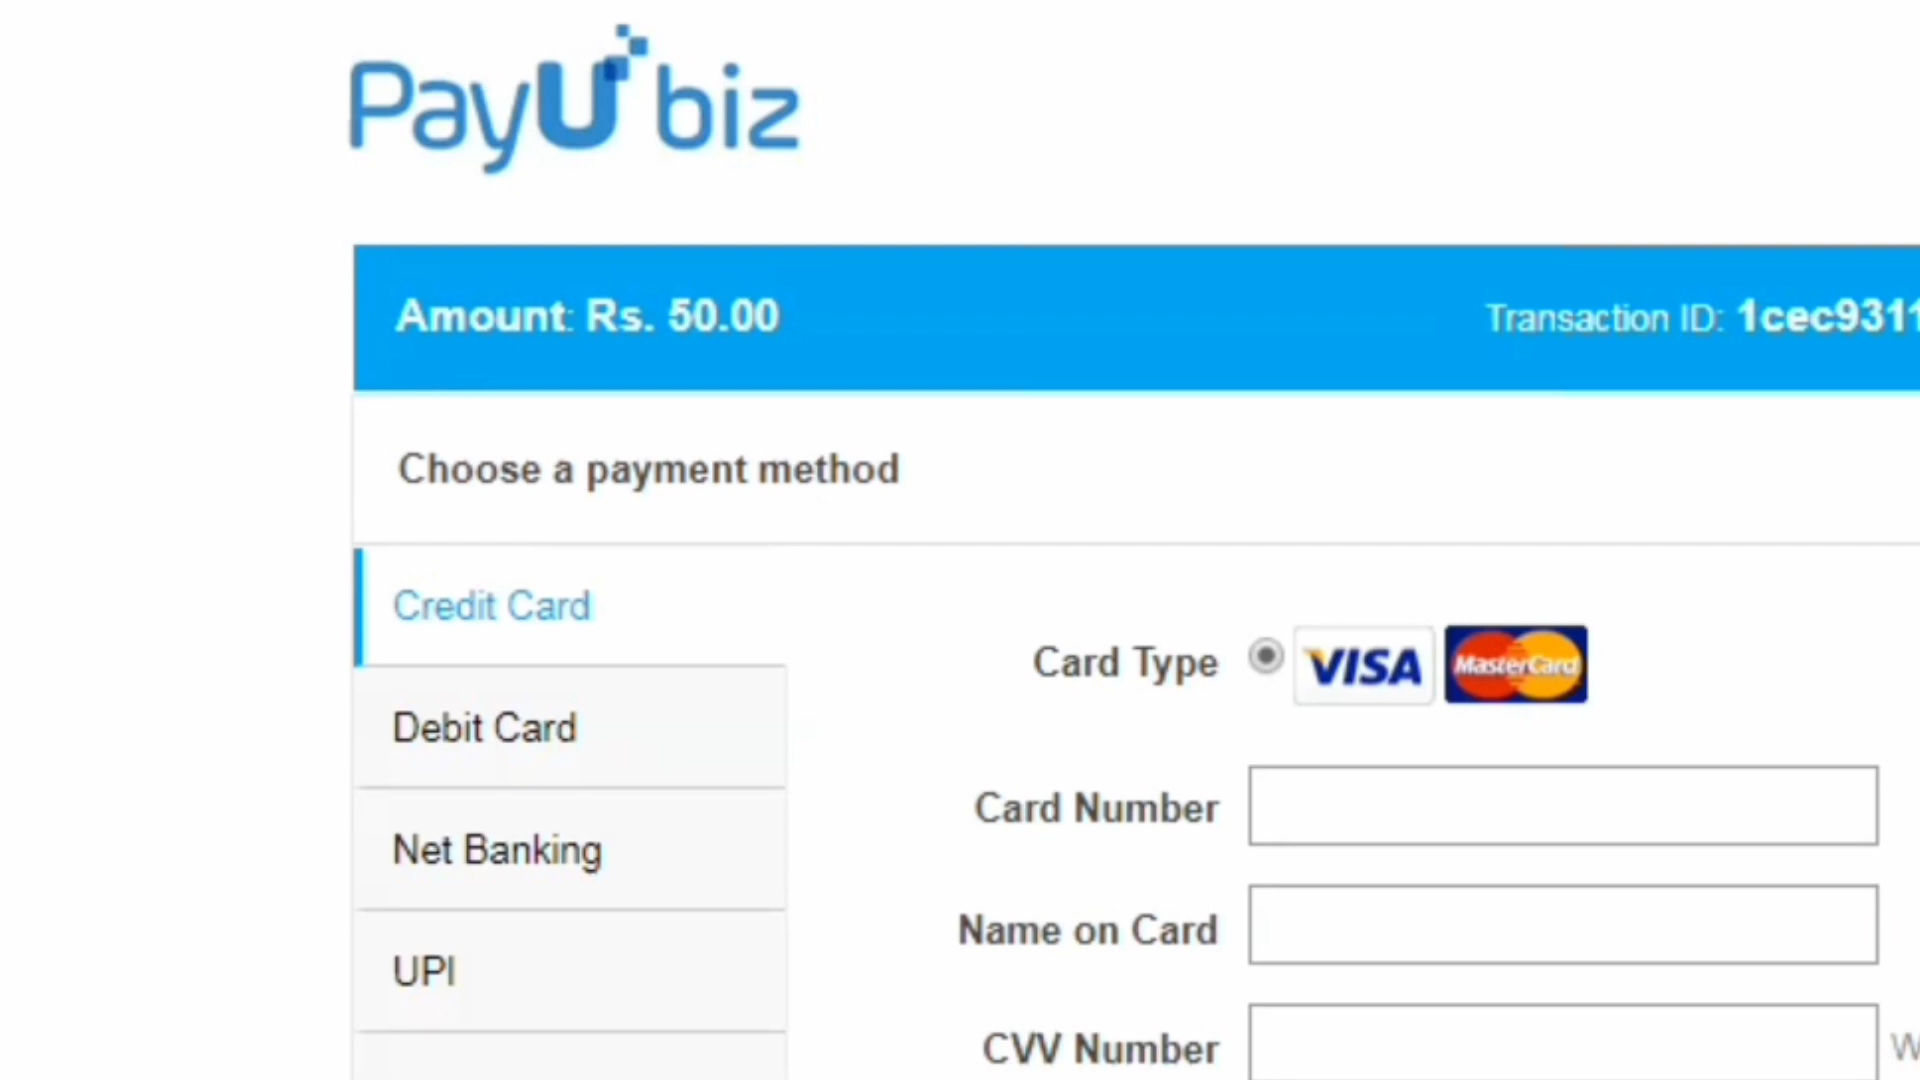 PayU biz
Amount: Rs. 50.00
Transaction ID: 1cec9311
Choose a payment method
Credit Card
Debit Card
Net Banking
UPI
Card Type
VISA
MasterCard
Card Number
Name on Card
CVV Number